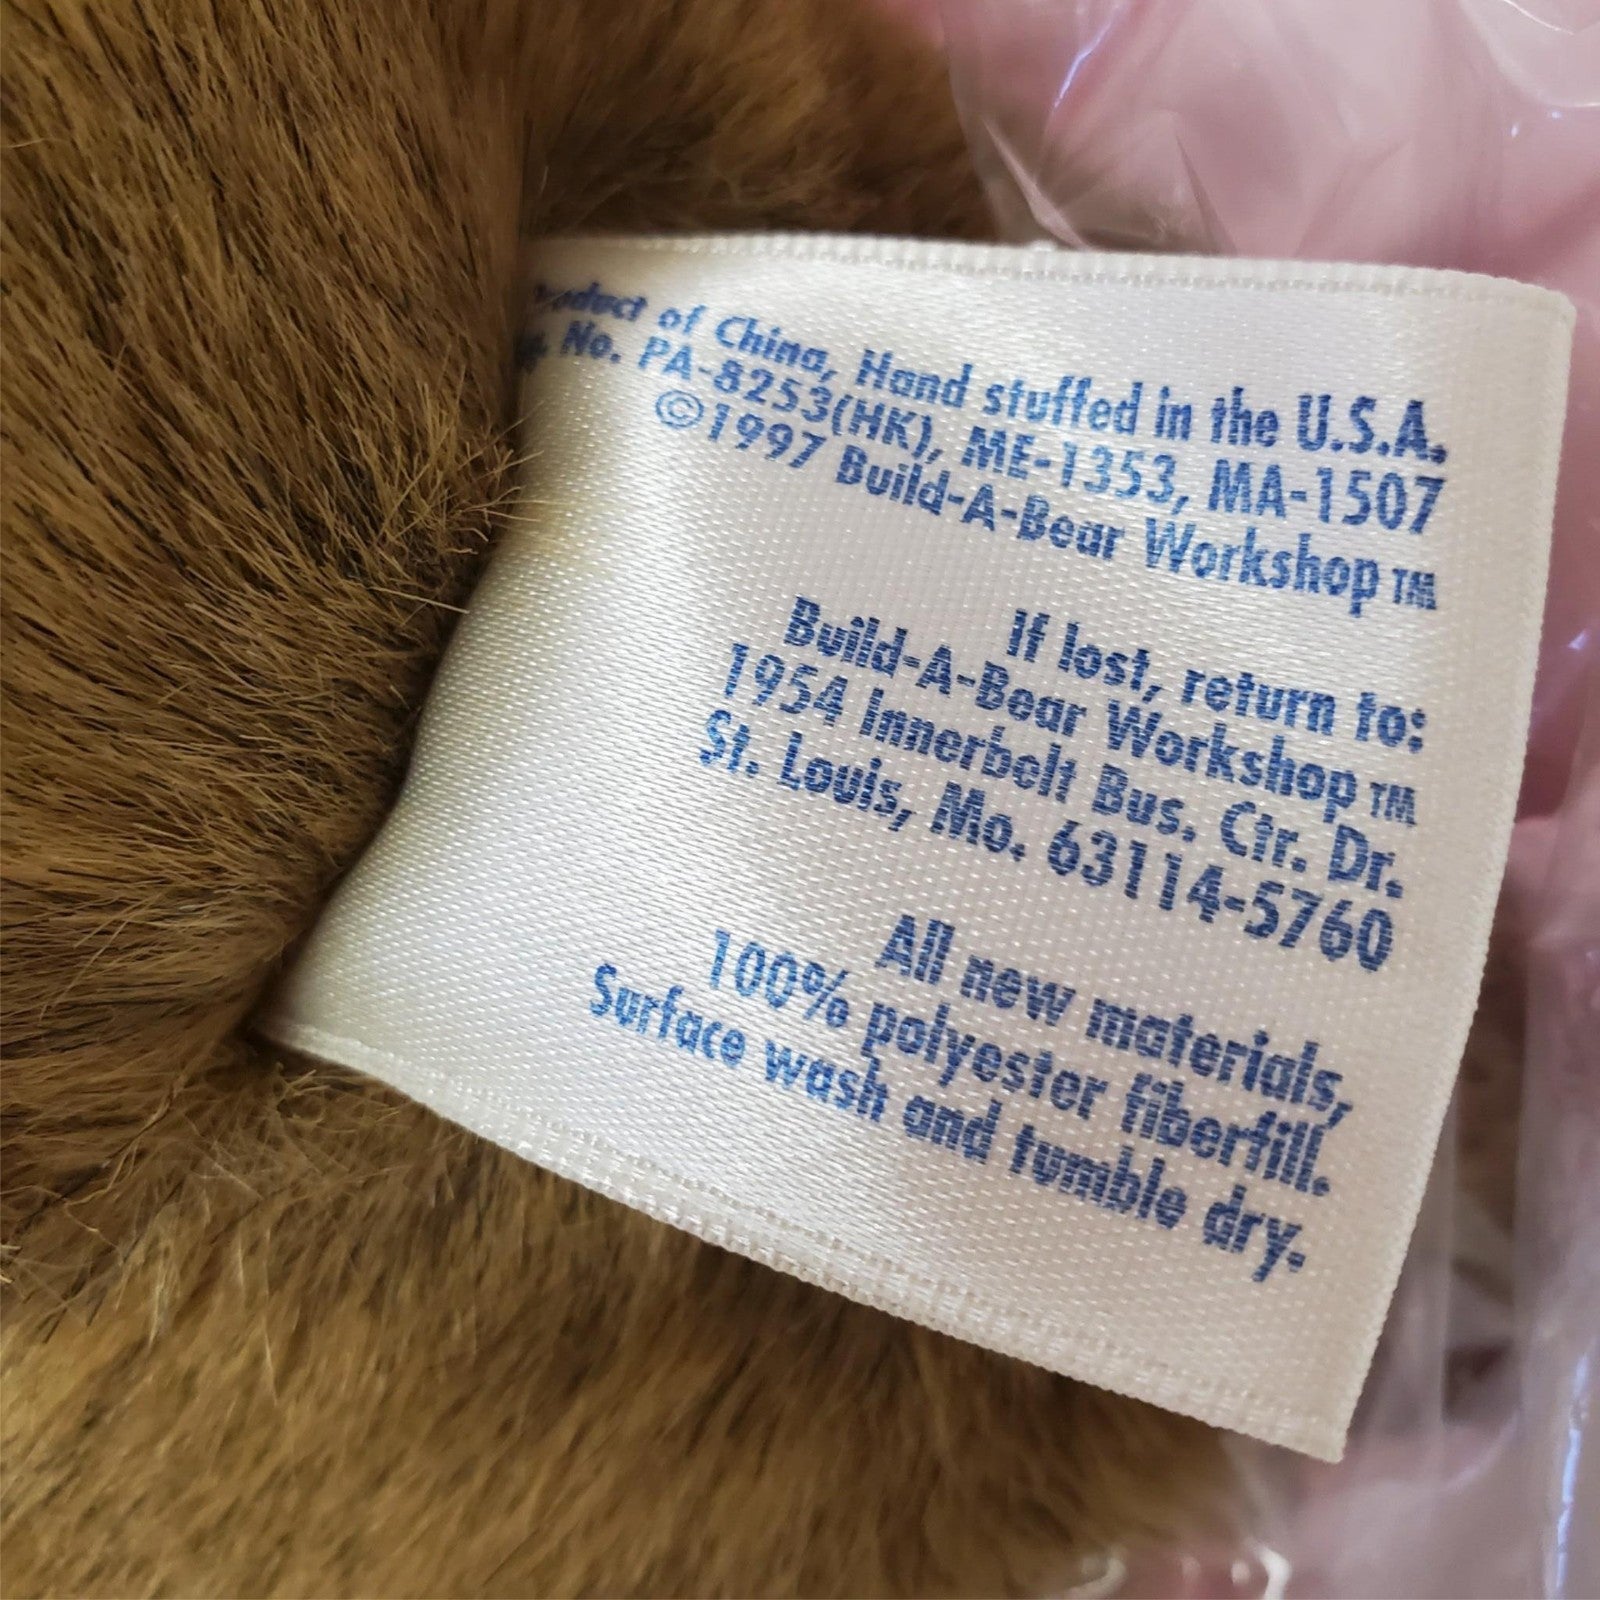 of China, Hand stuffed in the U.S.A.
No. PA-8253(HK), ME-1353, MA-1507
©1997 Build-A-Bear Workshop™
If lost, return to:
Build-A-Bear Workshop™
1954 Innerbelt Bus. Ctr. Dr.
St. Louis, Mo. 63114-5760
All new materials,
100% polyester fiberfill.
Surface wash and tumble dry.